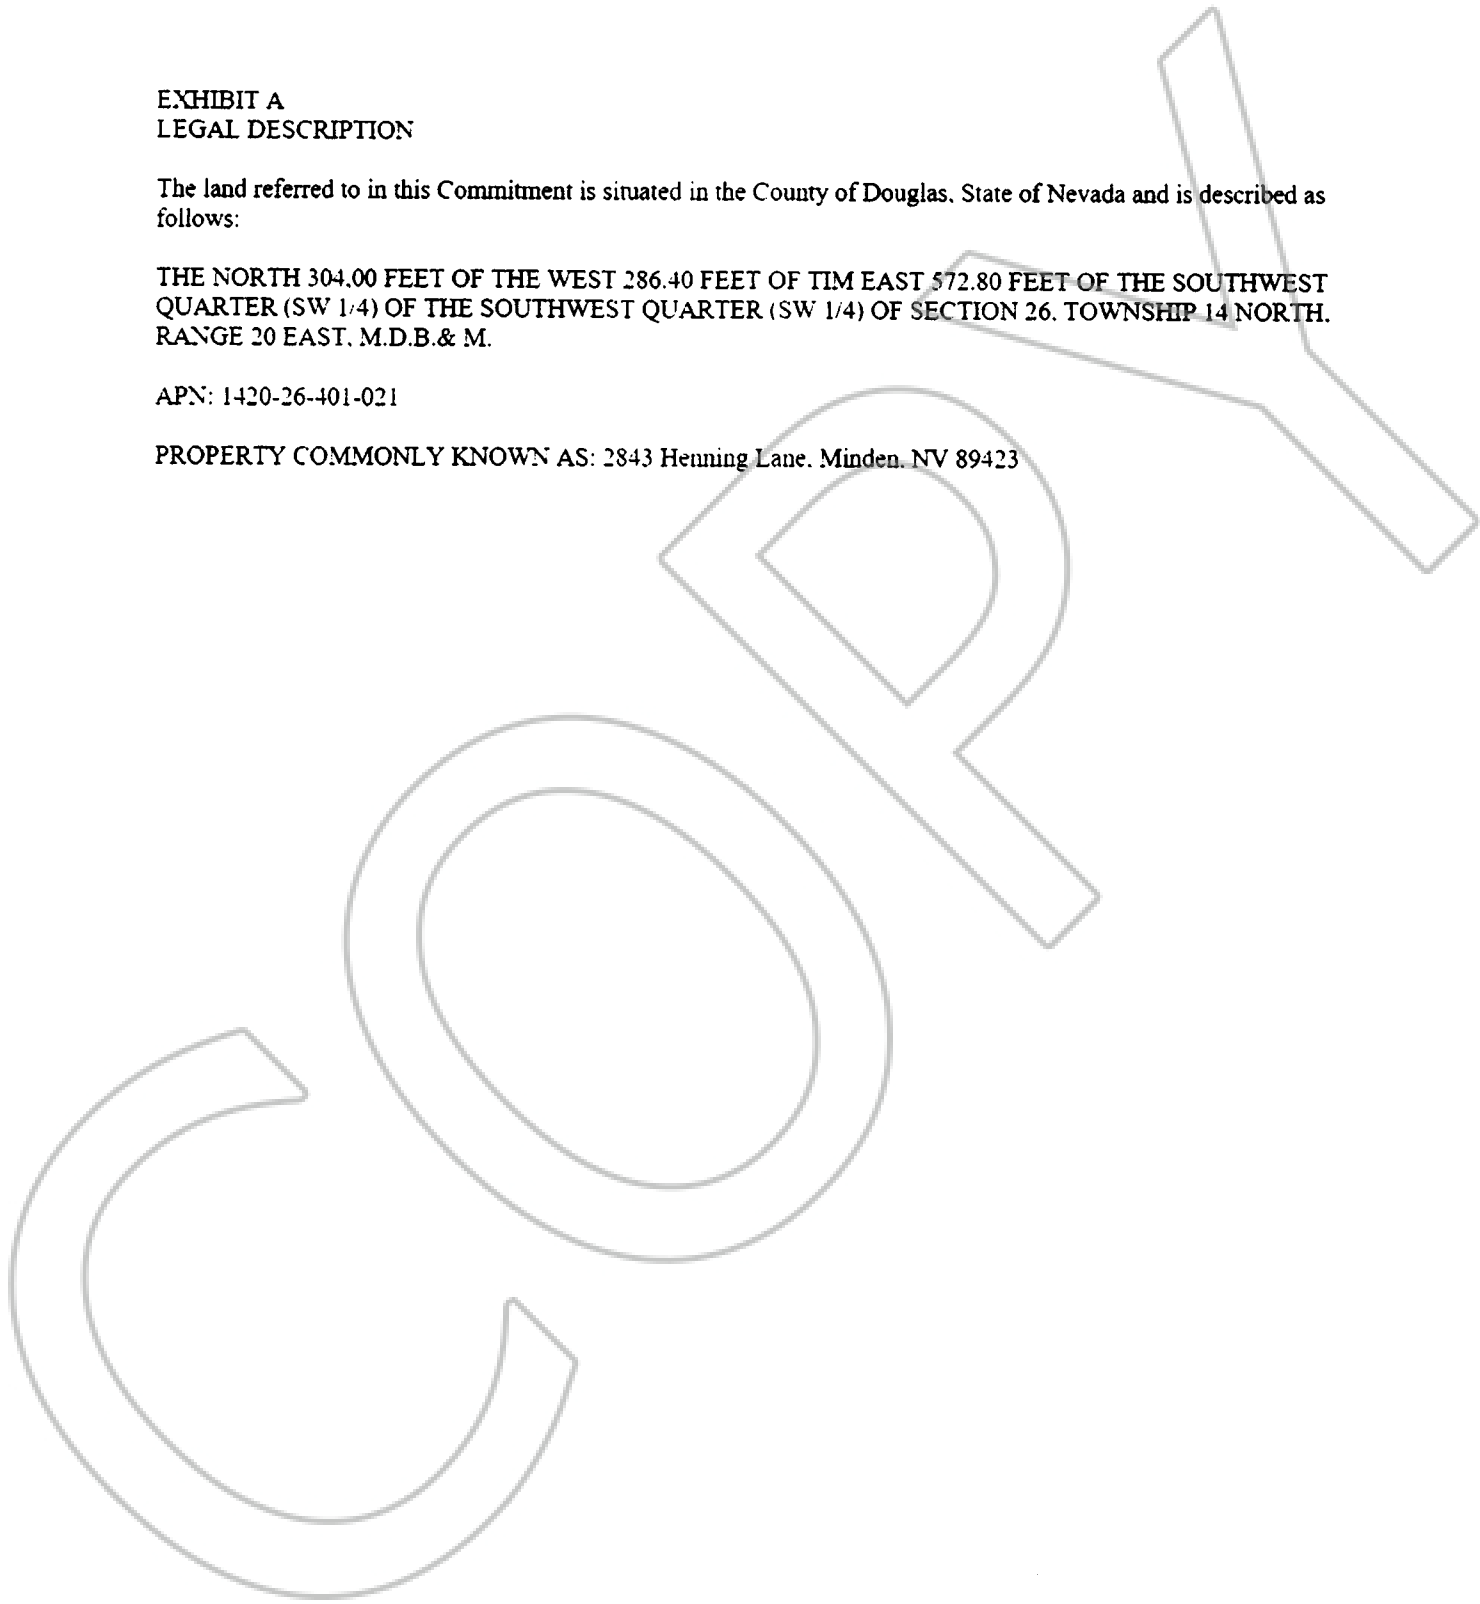 EXHIBIT A
LEGAL DESCRIPTION
The land referred to in this Commitment is situated in the County of Douglas, State of Nevada and is described as
follows:
THE NORTH 304.00 FEET OF THE WEST 286.40 FEET OF TIM EAST 572.80 FEET OF THE SOUTHWEST
QUARTER (SW 1/4) OF THE SOUTHWEST QUARTER (SW 1/4) OF SECTION 26, TOWNSHIP 14 NORTH,
RANGE 20 EAST, M.D.B.& M.
APN: 1420-26-401-021
PROPERTY COMMONLY KNOWN AS: 2843 Henning Lane, Minden, NV 89423
COPY